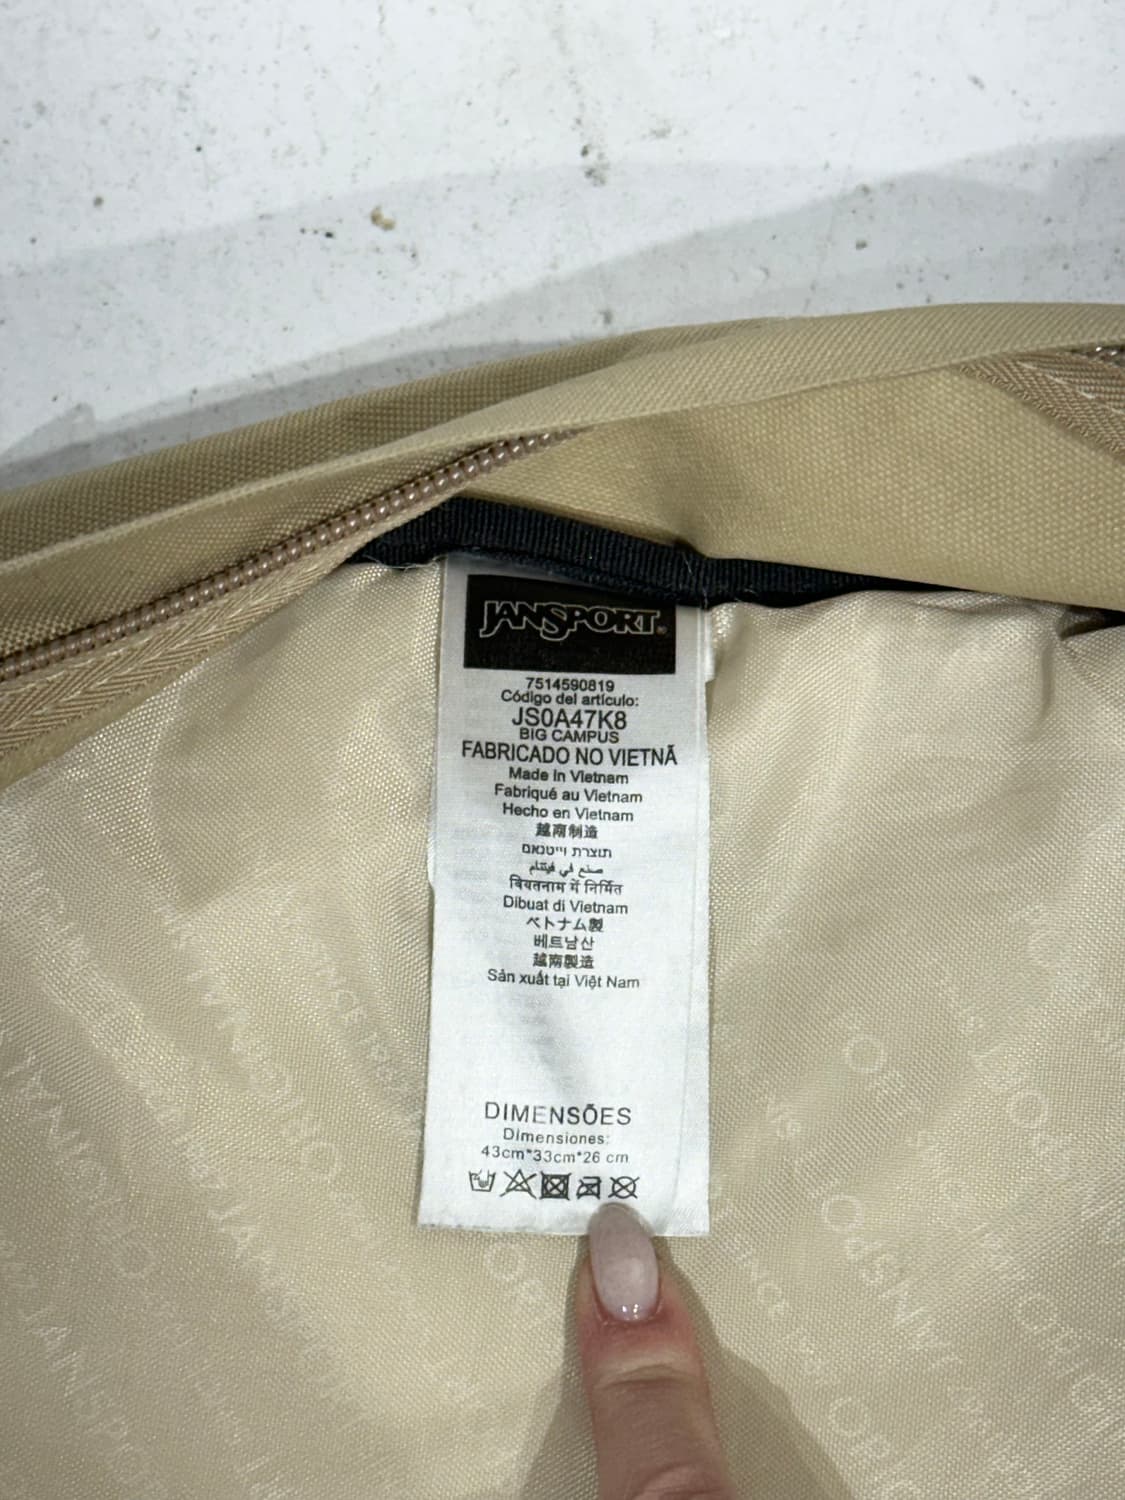 JANSPORT®
7514590819
Código del artículo:
JS0A47K8
BIG CAMPUS
FABRICADO NO VIETNÃ
Made in Vietnam
Fabriqué au Vietnam
Hecho en Vietnam
越南制造
תוצרת וייטנאם
صنع في فيتنام
वियतनाम में निर्मित
Dibuat di Vietnam
ベトナム製
베트남산
越南製造
Sản xuất tại Việt Nam
DIMENSÕES
Dimensiones:
43cm*33cm*26 cm